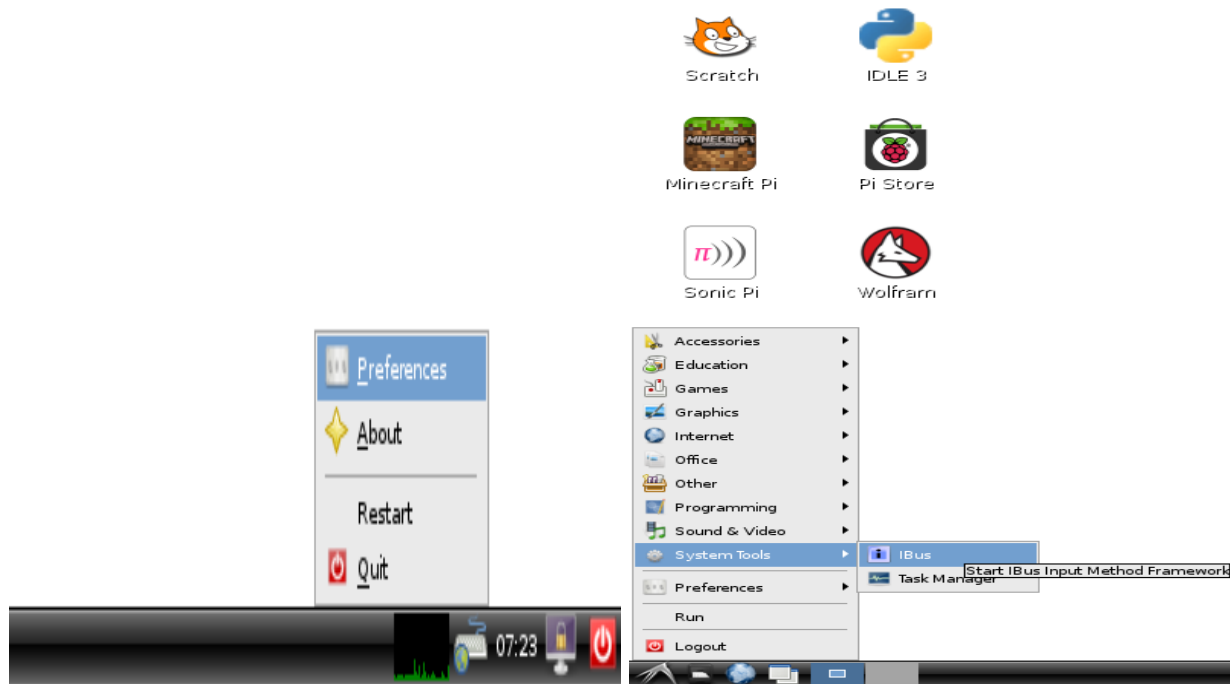 Preferences
About
Restart
Quit
07:23
Scratch
IDLE 3
MINECRAFT
Minecraft Pi
Pi Store
π)))
Sonic Pi
Wolfram
Accessories
Education
Games
Graphics
Internet
Office
Other
Programming
Sound & Video
System Tools
IBus
Start IBus Input Method Framework
Task Manager
Preferences
Run
Logout